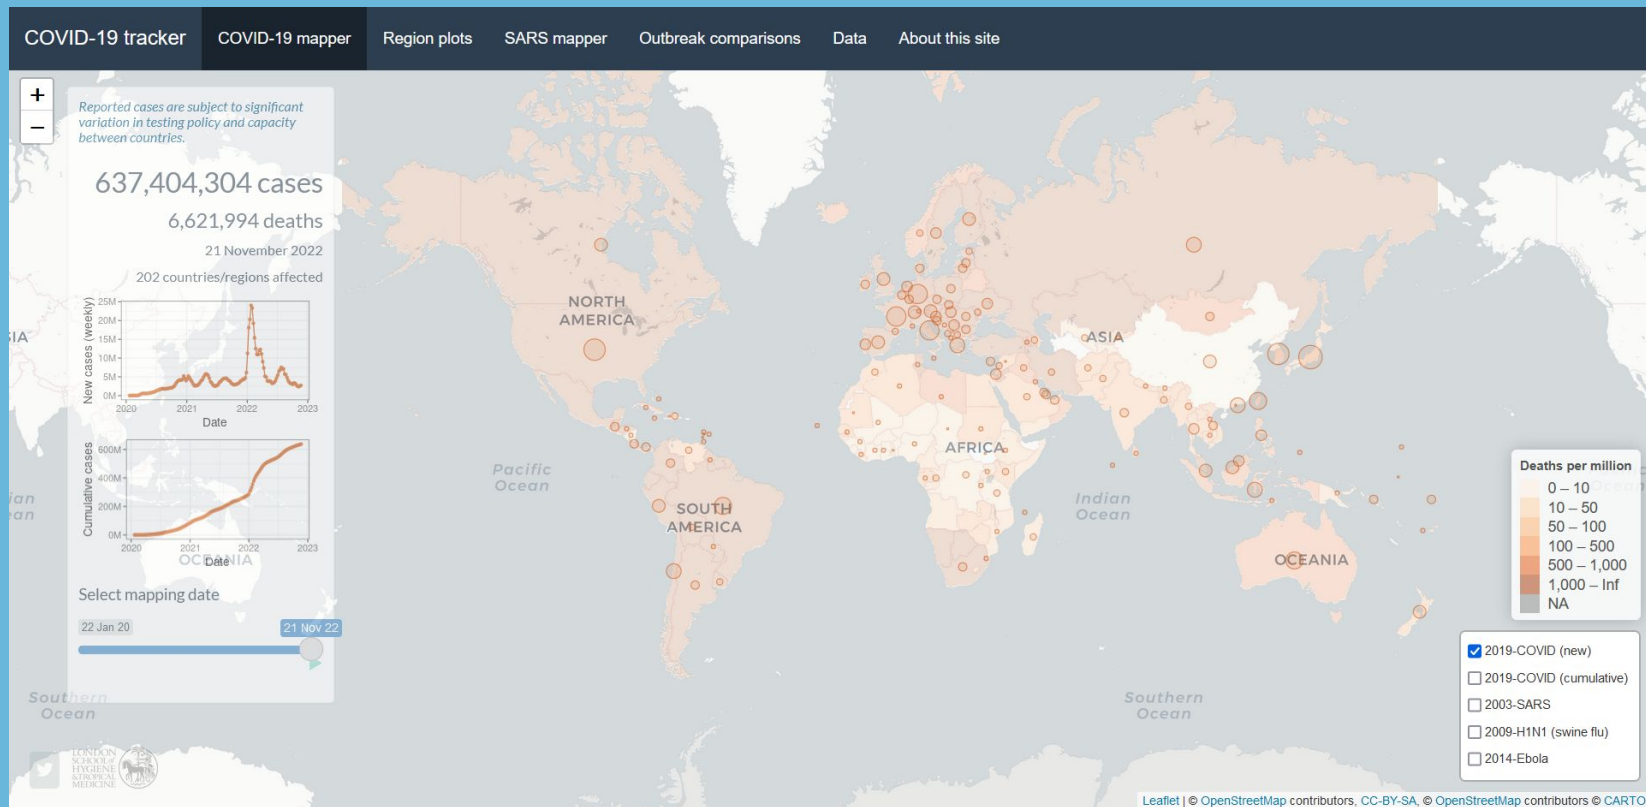 COVID-19 tracker
COVID-19 mapper
Region plots
SARS mapper
Outbreak comparisons
Data
About this site
+
−
Reported cases are subject to significant
variation in testing policy and capacity
between countries.
637,404,304 cases
6,621,994 deaths
21 November 2022
202 countries/regions affected
New cases (weekly)
25M
20M
15M
10M
5M
0M
2020
2021
2022
2023
Date
Cumulative cases
600M
400M
200M
0M
2020
2021
2022
2023
Date
OCEANIA
Select mapping date
22 Jan 20
21 Nov 22
Southern
Ocean
LONDON
SCHOOL of
HYGIENE
& TROPICAL
MEDICINE
NORTH
AMERICA
Pacific
Ocean
SOUTH
AMERICA
AFRICA
ASIA
Indian
Ocean
OCEANIA
Southern
Ocean
Deaths per million
0 – 10
10 – 50
50 – 100
100 – 500
500 – 1,000
1,000 – Inf
NA
2019-COVID (new)
2019-COVID (cumulative)
2003-SARS
2009-H1N1 (swine flu)
2014-Ebola
Leaflet | © OpenStreetMap contributors, CC-BY-SA, © OpenStreetMap contributors © CARTO